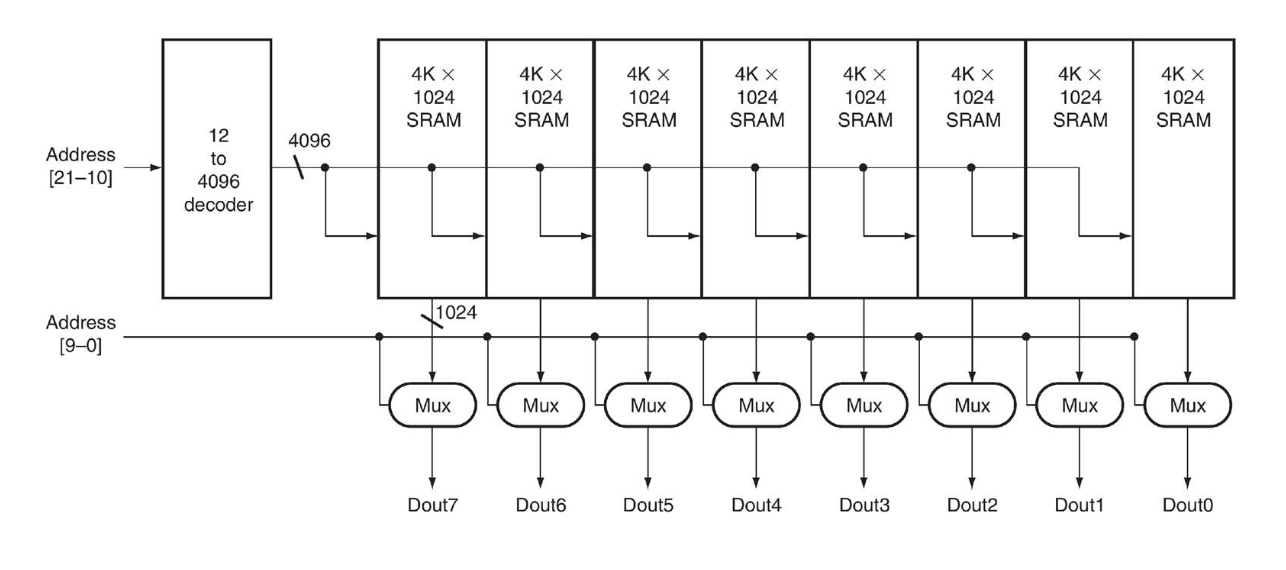 4K ×
1024
SRAM
4K ×
1024
SRAM
4K ×
1024
SRAM
4K ×
1024
SRAM
4K ×
1024
SRAM
4K ×
1024
SRAM
4K ×
1024
SRAM
4K ×
1024
SRAM
Address
[21–10]
12
to
4096
decoder
4096
1024
Address
[9–0]
Mux
Mux
Mux
Mux
Mux
Mux
Mux
Mux
Dout7
Dout6
Dout5
Dout4
Dout3
Dout2
Dout1
Dout0